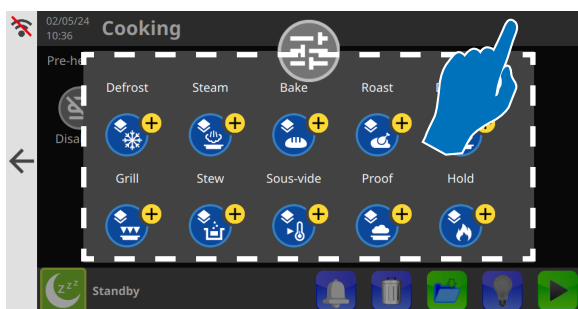 02/05/24
10:36
Cooking
Pre-he
Defrost Steam Bake Roast
Disa
Grill Stew Sous-vide Proof Hold
zzz
Standby